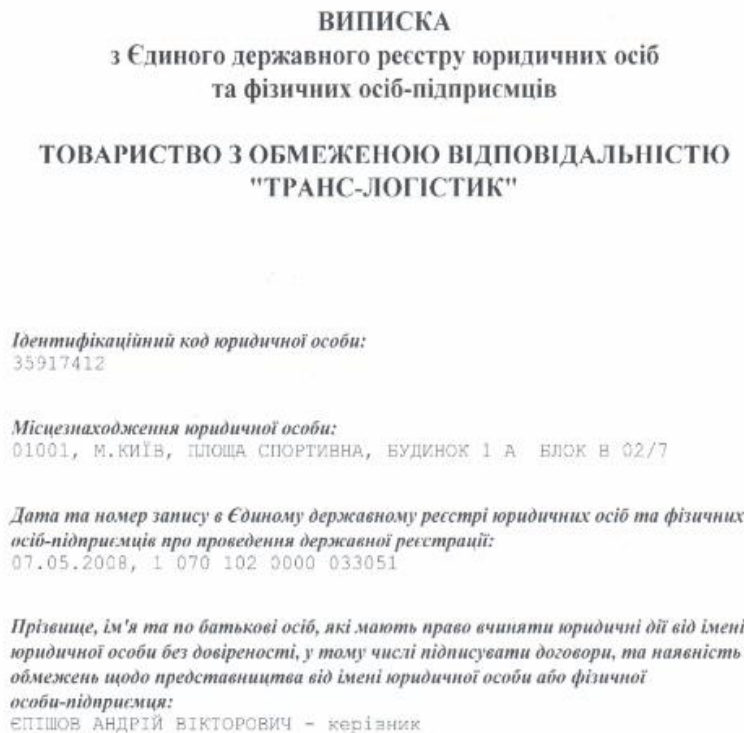 ВИПИСКА
з Єдиного державного реєстру юридичних осіб
та фізичних осіб-підприємців
ТОВАРИСТВО З ОБМЕЖЕНОЮ ВІДПОВІДАЛЬНІСТЮ
"ТРАНС-ЛОГІСТИК"
Ідентифікаційний код юридичної особи:
35917412
Місцезнаходження юридичної особи:
01001, М.КИЇВ, ПЛОЩА СПОРТИВНА, БУДИНОК 1 А БЛОК В 02/7
Дата та номер запису в Єдиному державному реєстрі юридичних осіб та фізичних
осіб-підприємців про проведення державної реєстрації:
07.05.2008, 1 070 102 0000 033051
Прізвище, ім'я та по батькові осіб, які мають право вчиняти юридичні дії від імені
юридичної особи без довіреності, у тому числі підписувати договори, та наявність
обмежень щодо представництва від імені юридичної особи або фізичної
особи-підприємця:
ЄПІШОВ АНДРІЙ ВІКТОРОВИЧ - керівник